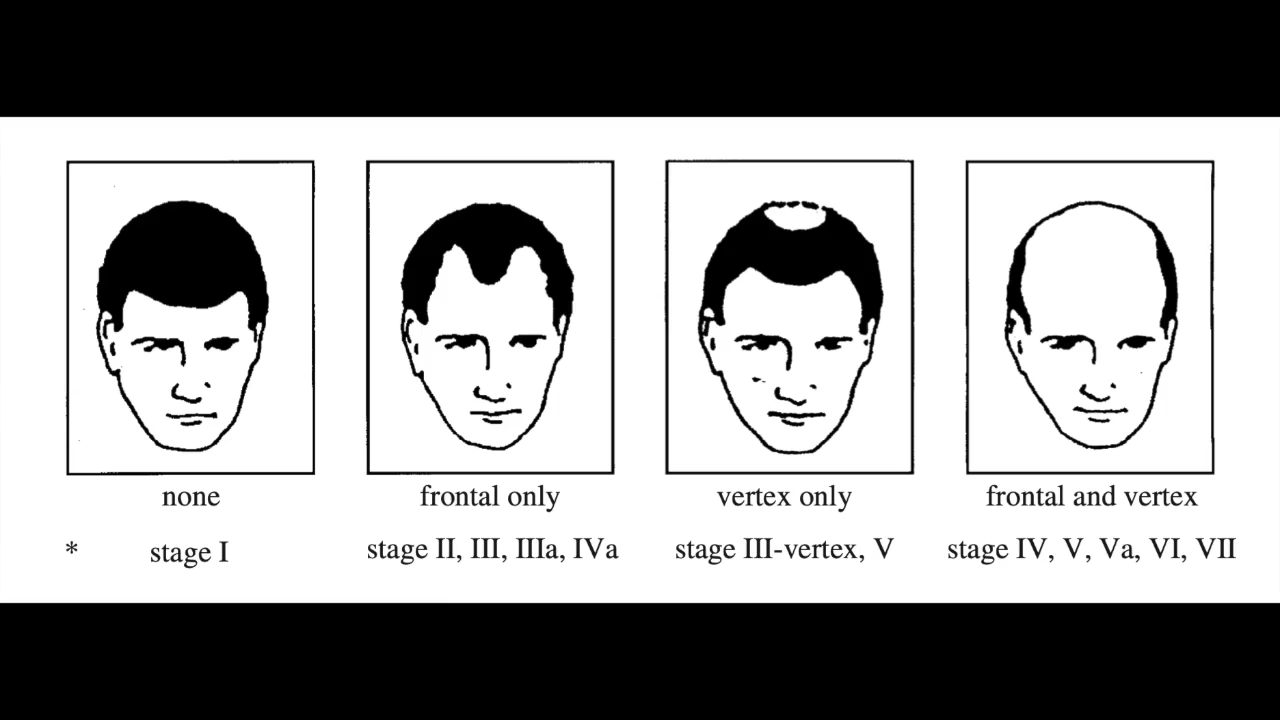 none
frontal only
vertex only
frontal and vertex
* stage I
stage II, III, IIIa, IVa
stage III-vertex, V
stage IV, V, Va, VI, VII